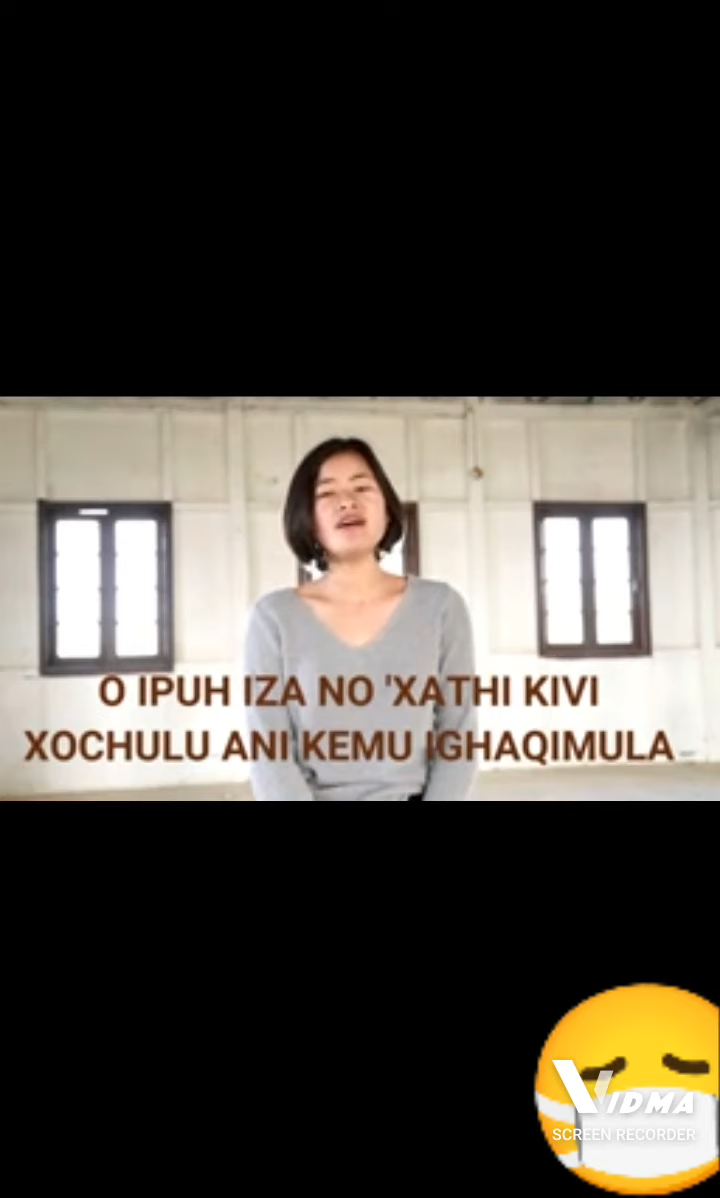 O IPUH IZA NO 'XATHI KIVI
XOCHULU ANI KEMU IGHAQIMULA
VIDMA
SCREEN RECORDER